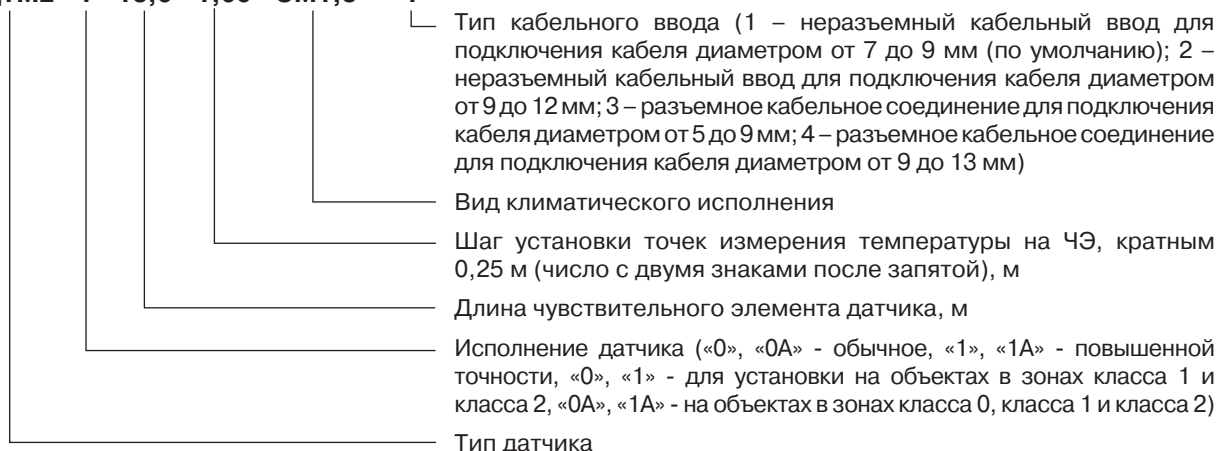 Тип кабельного ввода (1 – неразъемный кабельный ввод для
подключения кабеля диаметром от 7 до 9 мм (по умолчанию); 2 –
неразъемный кабельный ввод для подключения кабеля диаметром
от 9 до 12 мм; 3 – разъемное кабельное соединение для подключения
кабеля диаметром от 5 до 9 мм; 4 – разъемное кабельное соединение
для подключения кабеля диаметром от 9 до 13 мм)
Вид климатического исполнения
Шаг установки точек измерения температуры на ЧЭ, кратным
0,25 м (число с двумя знаками после запятой), м
Длина чувствительного элемента датчика, м
Исполнение датчика («0», «0А» - обычное, «1», «1А» - повышенной
точности, «0», «1» - для установки на объектах в зонах класса 1 и
класса 2, «0А», «1А» - на объектах в зонах класса 0, класса 1 и класса 2)
Тип датчика